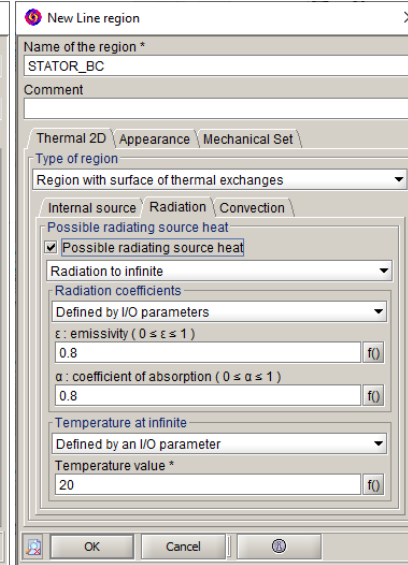 New Line region
Name of the region *
STATOR_BC
Comment
Thermal 2D Appearance Mechanical Set
Type of region
Region with surface of thermal exchanges
Internal source Radiation Convection
Possible radiating source heat
Possible radiating source heat
Radiation to infinite
Radiation coefficients
Defined by I/O parameters
ε : emissivity ( 0 ≤ ε ≤ 1 )
0.8 f()
α : coefficient of absorption ( 0 ≤ α ≤ 1 )
0.8 f()
Temperature at infinite
Defined by an I/O parameter
Temperature value *
20 f()
OK Cancel